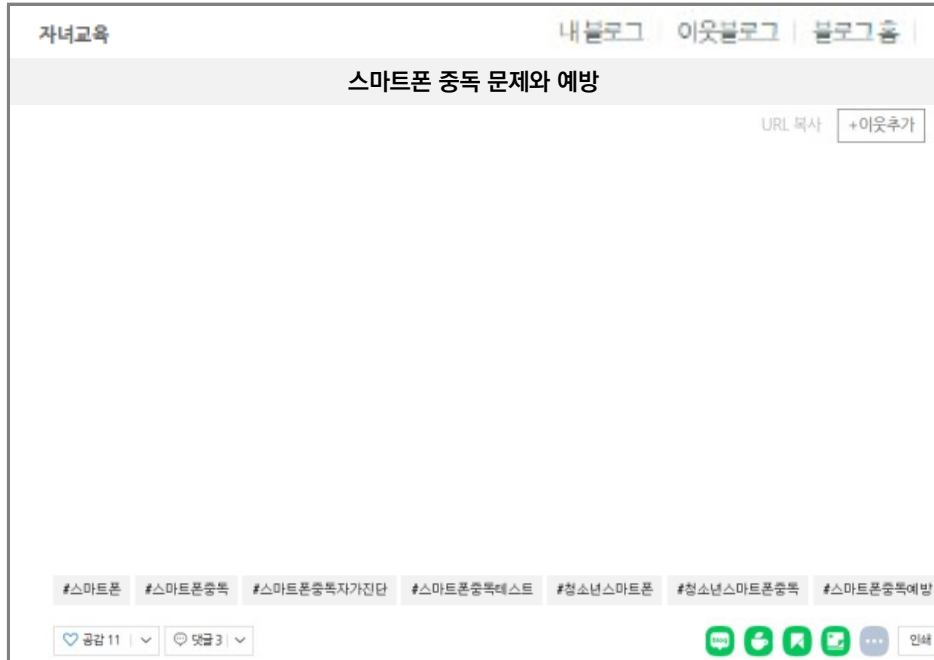 자녀교육 내 블로그 이웃블로그 블로그 홈
스마트폰 중독 문제와 예방
URL 복사 +이웃추가
#스마트폰 #스마트폰중독 #스마트폰중독자가진단 #스마트폰중독테스트 #청소년스마트폰 #청소년스마트폰중독 #스마트폰중독예방
공감 11 댓글 3 blog 인쇄